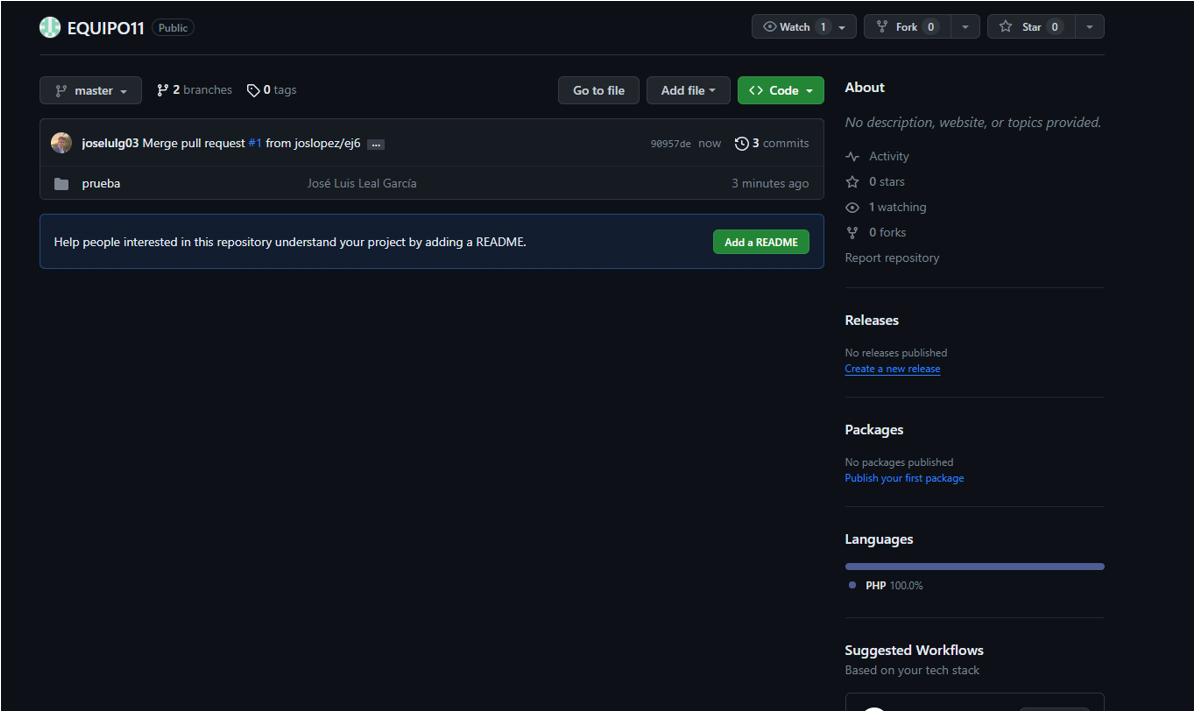 EQUIPO11 Public Watch 1 Fork 0 Star 0
master 2 branches 0 tags Go to file Add file Code
joselulg03 Merge pull request #1 from joslopez/ej6 ... 90957de now 3 commits
prueba José Luis Leal García 3 minutes ago
Help people interested in this repository understand your project by adding a README. Add a README
About
No description, website, or topics provided.
Activity
0 stars
1 watching
0 forks
Report repository
Releases
No releases published
Create a new release
Packages
No packages published
Publish your first package
Languages
PHP 100.0%
Suggested Workflows
Based on your tech stack